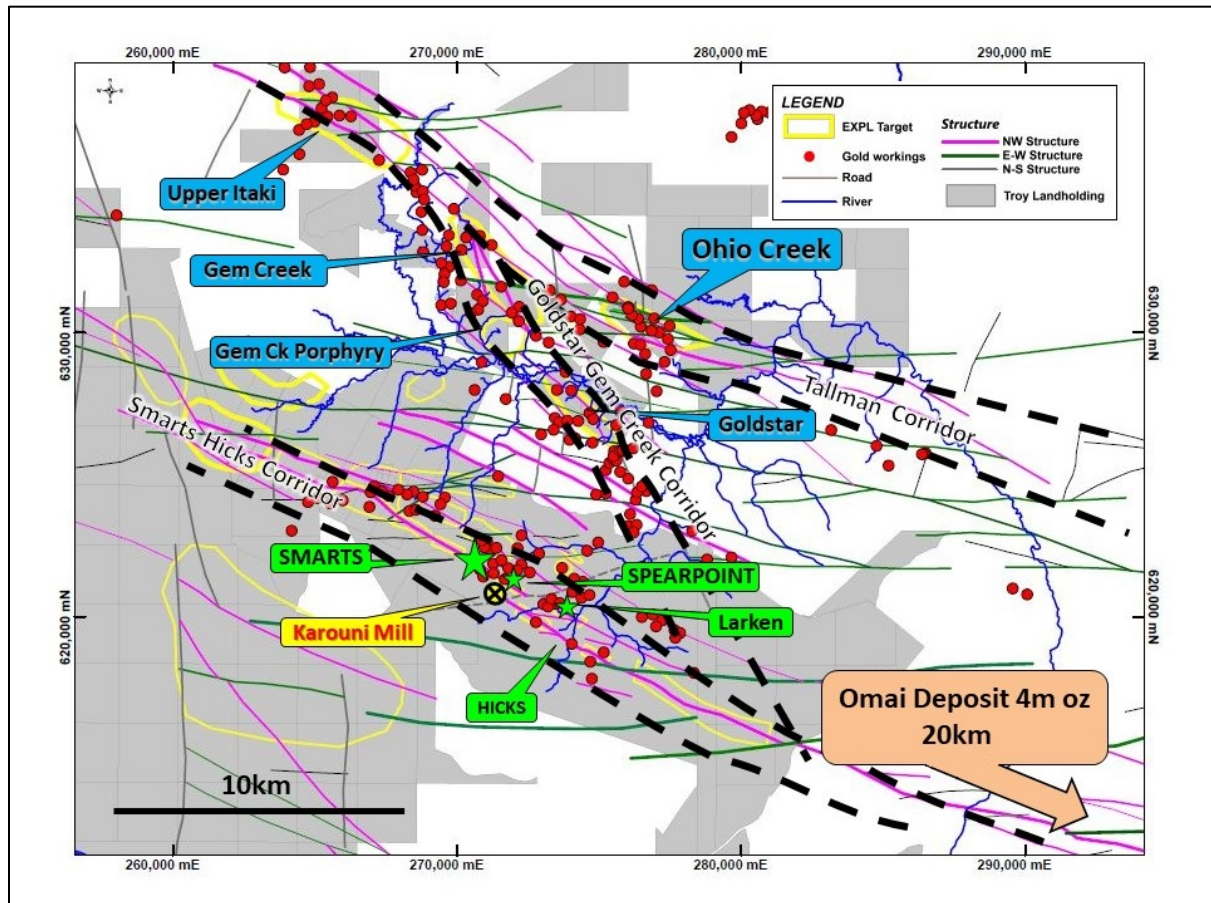 260,000 mE
270,000 mE
280,000 mE
290,000 mE
LEGEND
EXPL Target
Gold workings
Road
River
Structure
NW Structure
E-W Structure
N-S Structure
Troy Landholding
Upper Itaki
Gem Creek
Ohio Creek
Gem Ck Porphyry
630,000 mN
630,000 mN
Goldstar Gem Creek Corridor
Tallman Corridor
Smarts Hicks Corridor
Goldstar
SMARTS
SPEARPOINT
Karouni Mill
Larken
620,000 mN
620,000 mN
HICKS
Omai Deposit 4m oz
20km
10km
260,000 mE
270,000 mE
280,000 mE
290,000 mE